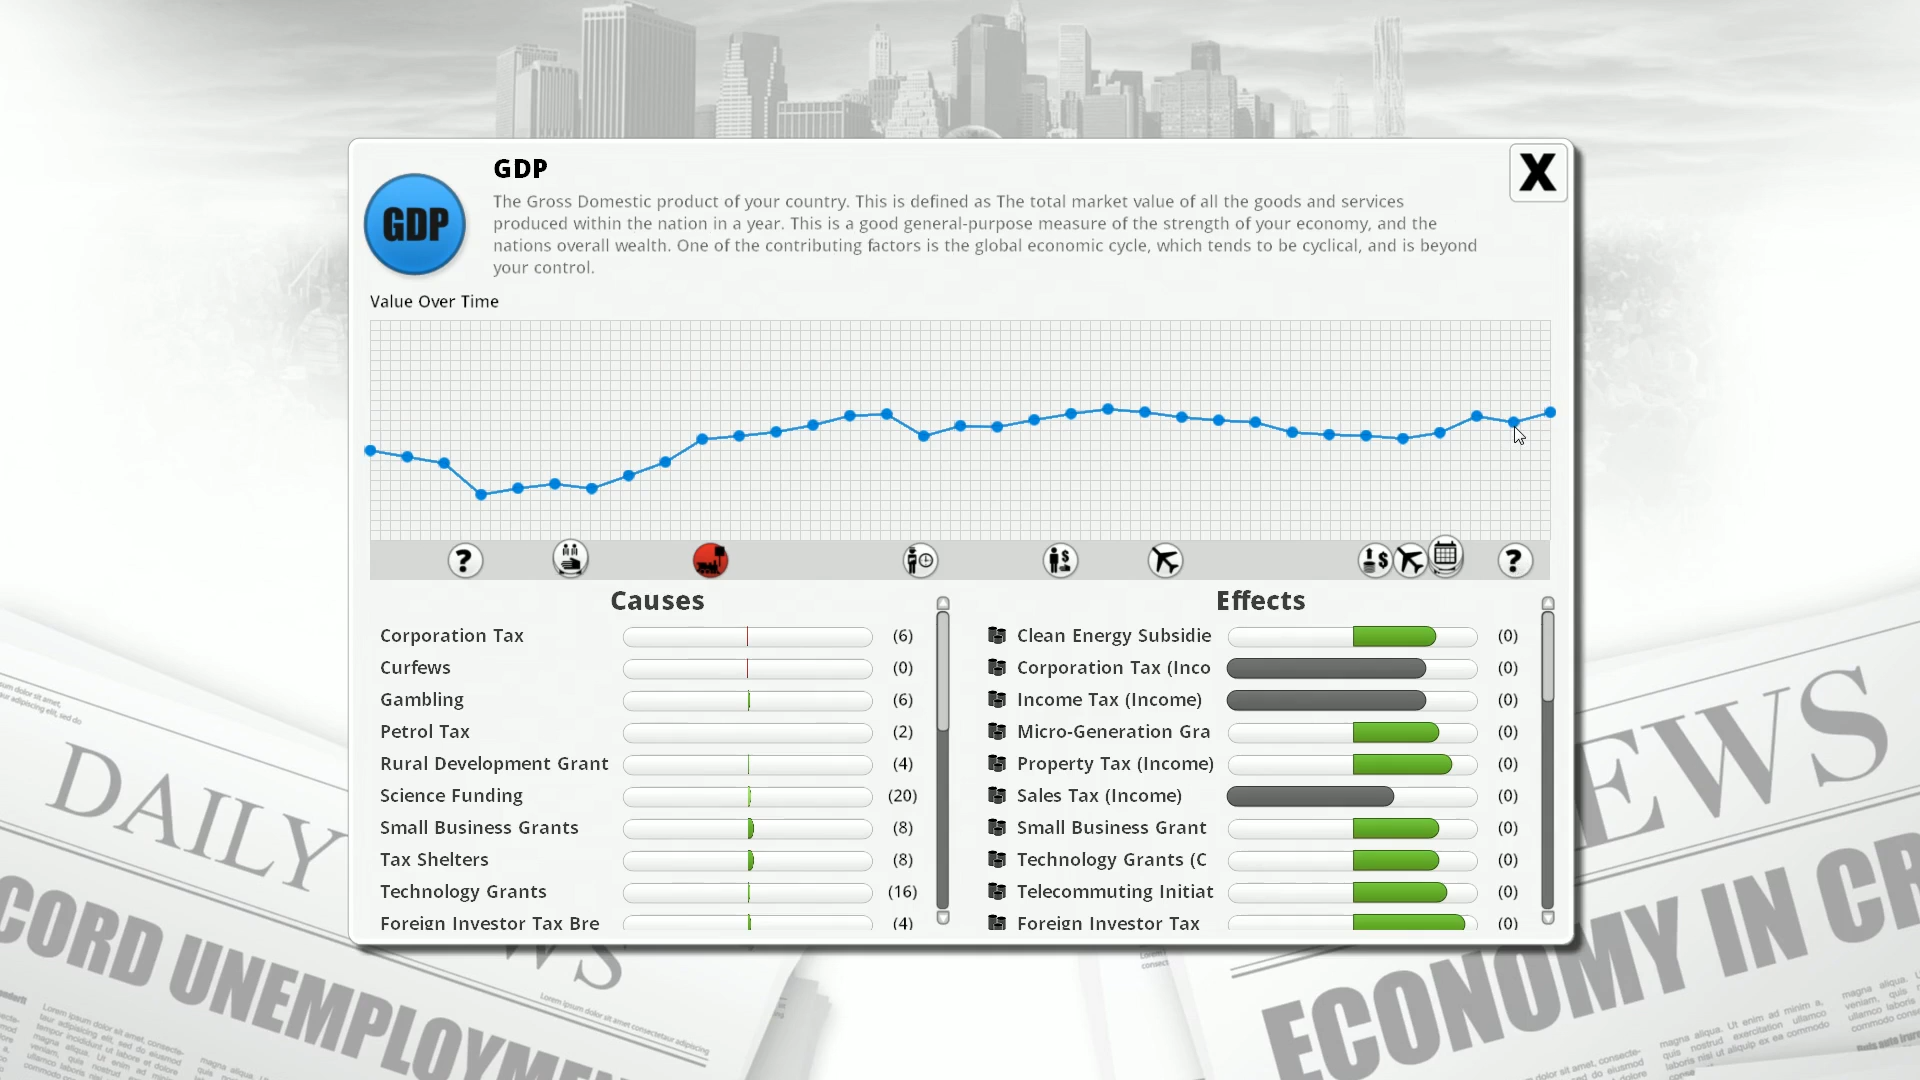 GDP
GDP
X
The Gross Domestic product of your country. This is defined as The total market value of all the goods and services
produced within the nation in a year. This is a good general-purpose measure of the strength of your economy, and the
nations overall wealth. One of the contributing factors is the global economic cycle, which tends to be cyclical, and is beyond
your control.
Value Over Time
? $ $ ?
Causes
Corporation Tax (6)
Curfews (0)
Gambling (6)
Petrol Tax (2)
Rural Development Grant (4)
Science Funding (20)
Small Business Grants (8)
Tax Shelters (8)
Technology Grants (16)
Foreign Investor Tax Bre (4)
Effects
Clean Energy Subsidie (0)
Corporation Tax (Inco (0)
Income Tax (Income) (0)
Micro-Generation Gra (0)
Property Tax (Income) (0)
Sales Tax (Income) (0)
Small Business Grant (0)
Technology Grants (C (0)
Telecommuting Initiat (0)
Foreign Investor Tax (0)
DAILY
WS
CORD UNEMPLOYME
EWS
ECONOMY IN CR